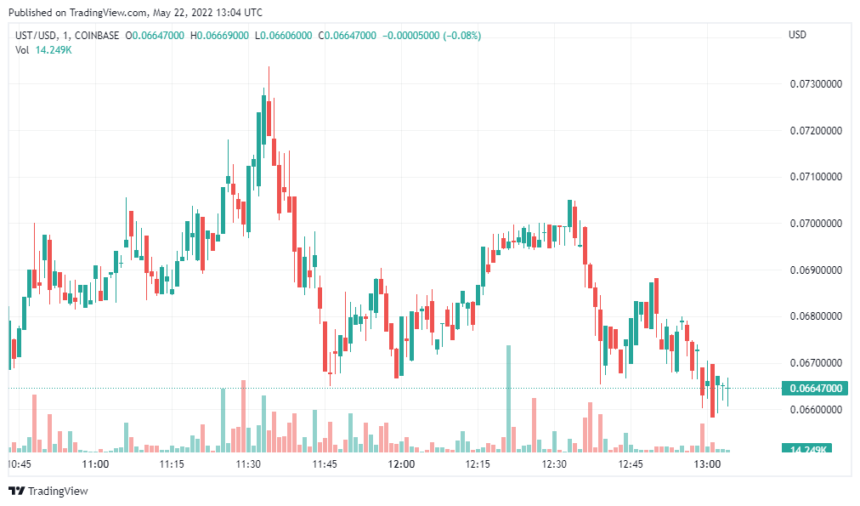 Published on TradingView.com, May 22, 2022 13:04 UTC
UST/USD, 1, COINBASE O0.06647000 H0.06669000 L0.06606000 C0.06647000 −0.00005000 (−0.08%)
USD
Vol 14.249K
0.07300000
0.07200000
0.07100000
0.07000000
0.06900000
0.06800000
0.06700000
0.06647000
0.06600000
14.249K
10:45 11:00 11:15 11:30 11:45 12:00 12:15 12:30 12:45 13:00
TradingView